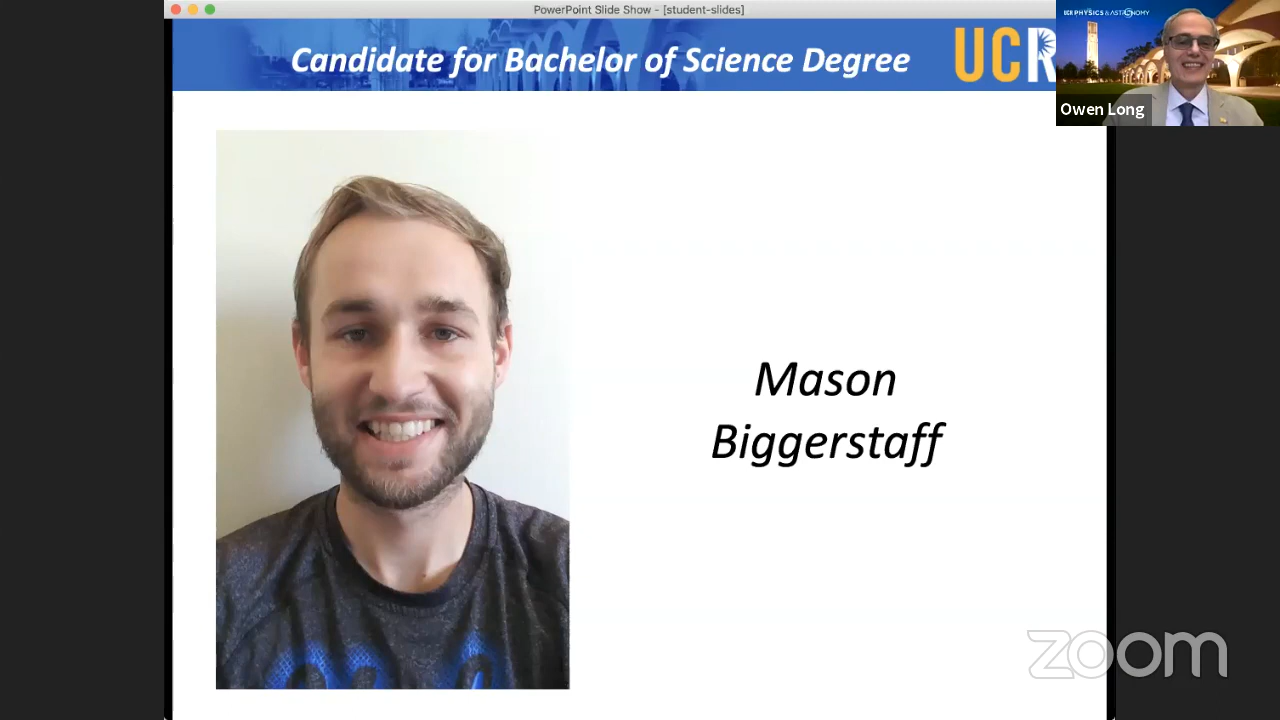 PowerPoint Slide Show - [student-slides]
Candidate for Bachelor of Science Degree
UCR
UCR PHYSICS & ASTRONOMY
Owen Long
Mason
Biggerstaff
zoom